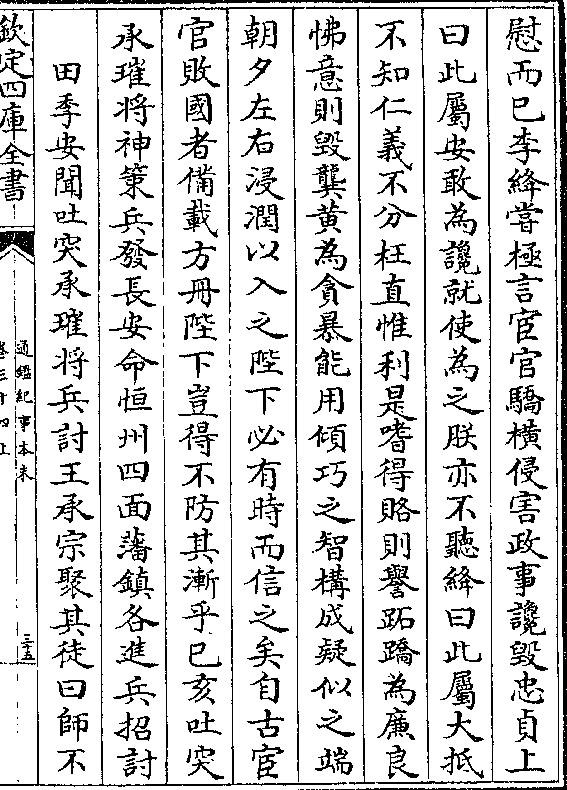 慰而已李絳嘗極言宦官驕横侵害政事讒毁忠貞上
曰此屬安敢為讒就使為之朕亦不聽絳曰此屬大抵
不知仁義不分枉直惟利是嗜得賂則譽跖蹻為廉良
怫意則毁龔黄為貪暴能用傾巧之智構成疑似之端
朝夕左右浸潤以入之陛下必有時而信之矣自古宦
官敗國者備載方冊陛下豈得不防其漸乎己亥吐突
承璀将神策兵發長安命恒州四面藩鎮各進兵招討
田季安聞吐突承璀将兵討王承宗聚其徒曰師不
欽定四庫全書
通鑑紀事本末
卷三十四上
三十五